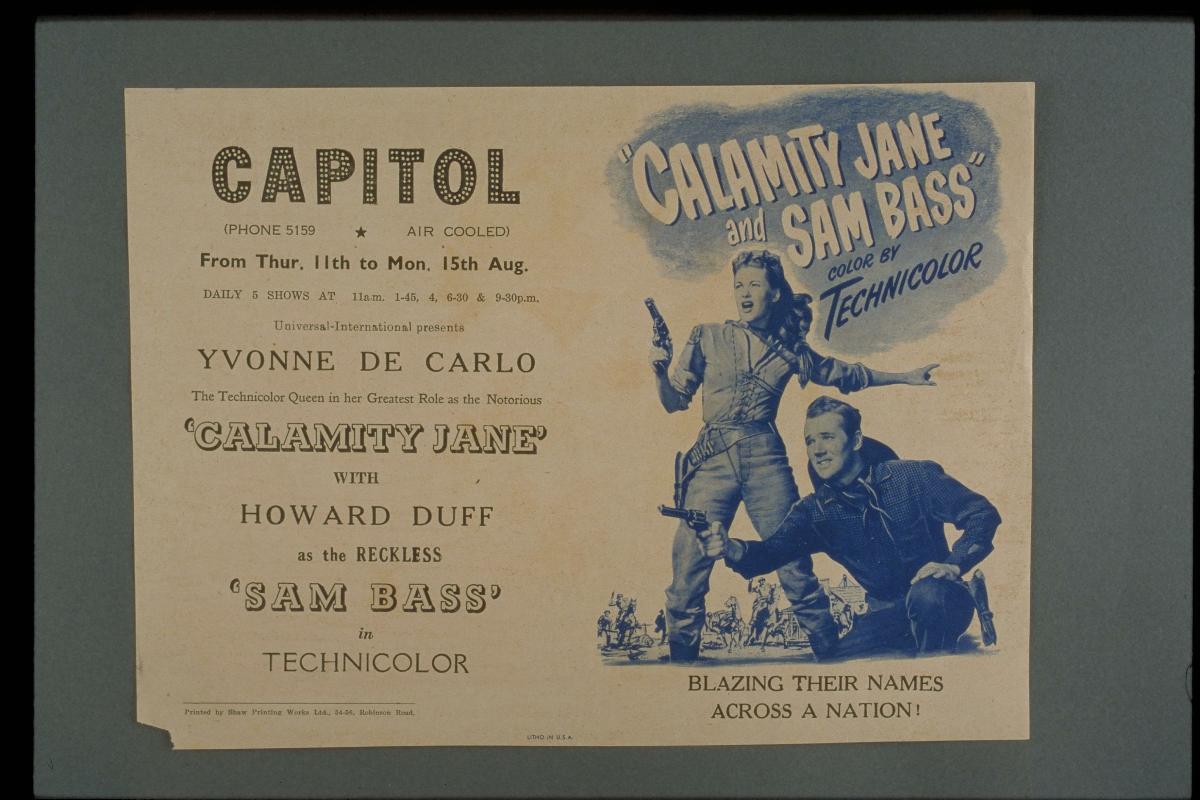 CAPITOL
(PHONE 5159 ★ AIR COOLED)
From Thur. 11th to Mon. 15th Aug.
DAILY 5 SHOWS AT 11a.m. 1-45, 4, 6-30 & 9-30p.m.
Universal-International presents
YVONNE DE CARLO
The Technicolor Queen in her Greatest Role as the Notorious
'CALAMITY JANE'
WITH
HOWARD DUFF
as the RECKLESS
'SAM BASS'
in
TECHNICOLOR
Printed by Shaw Printing Works Ltd., 54-56, Robinson Road.
LITHO IN U.S.A.
"CALAMITY JANE
and SAM BASS"
COLOR BY
TECHNICOLOR
BLAZING THEIR NAMES
ACROSS A NATION!